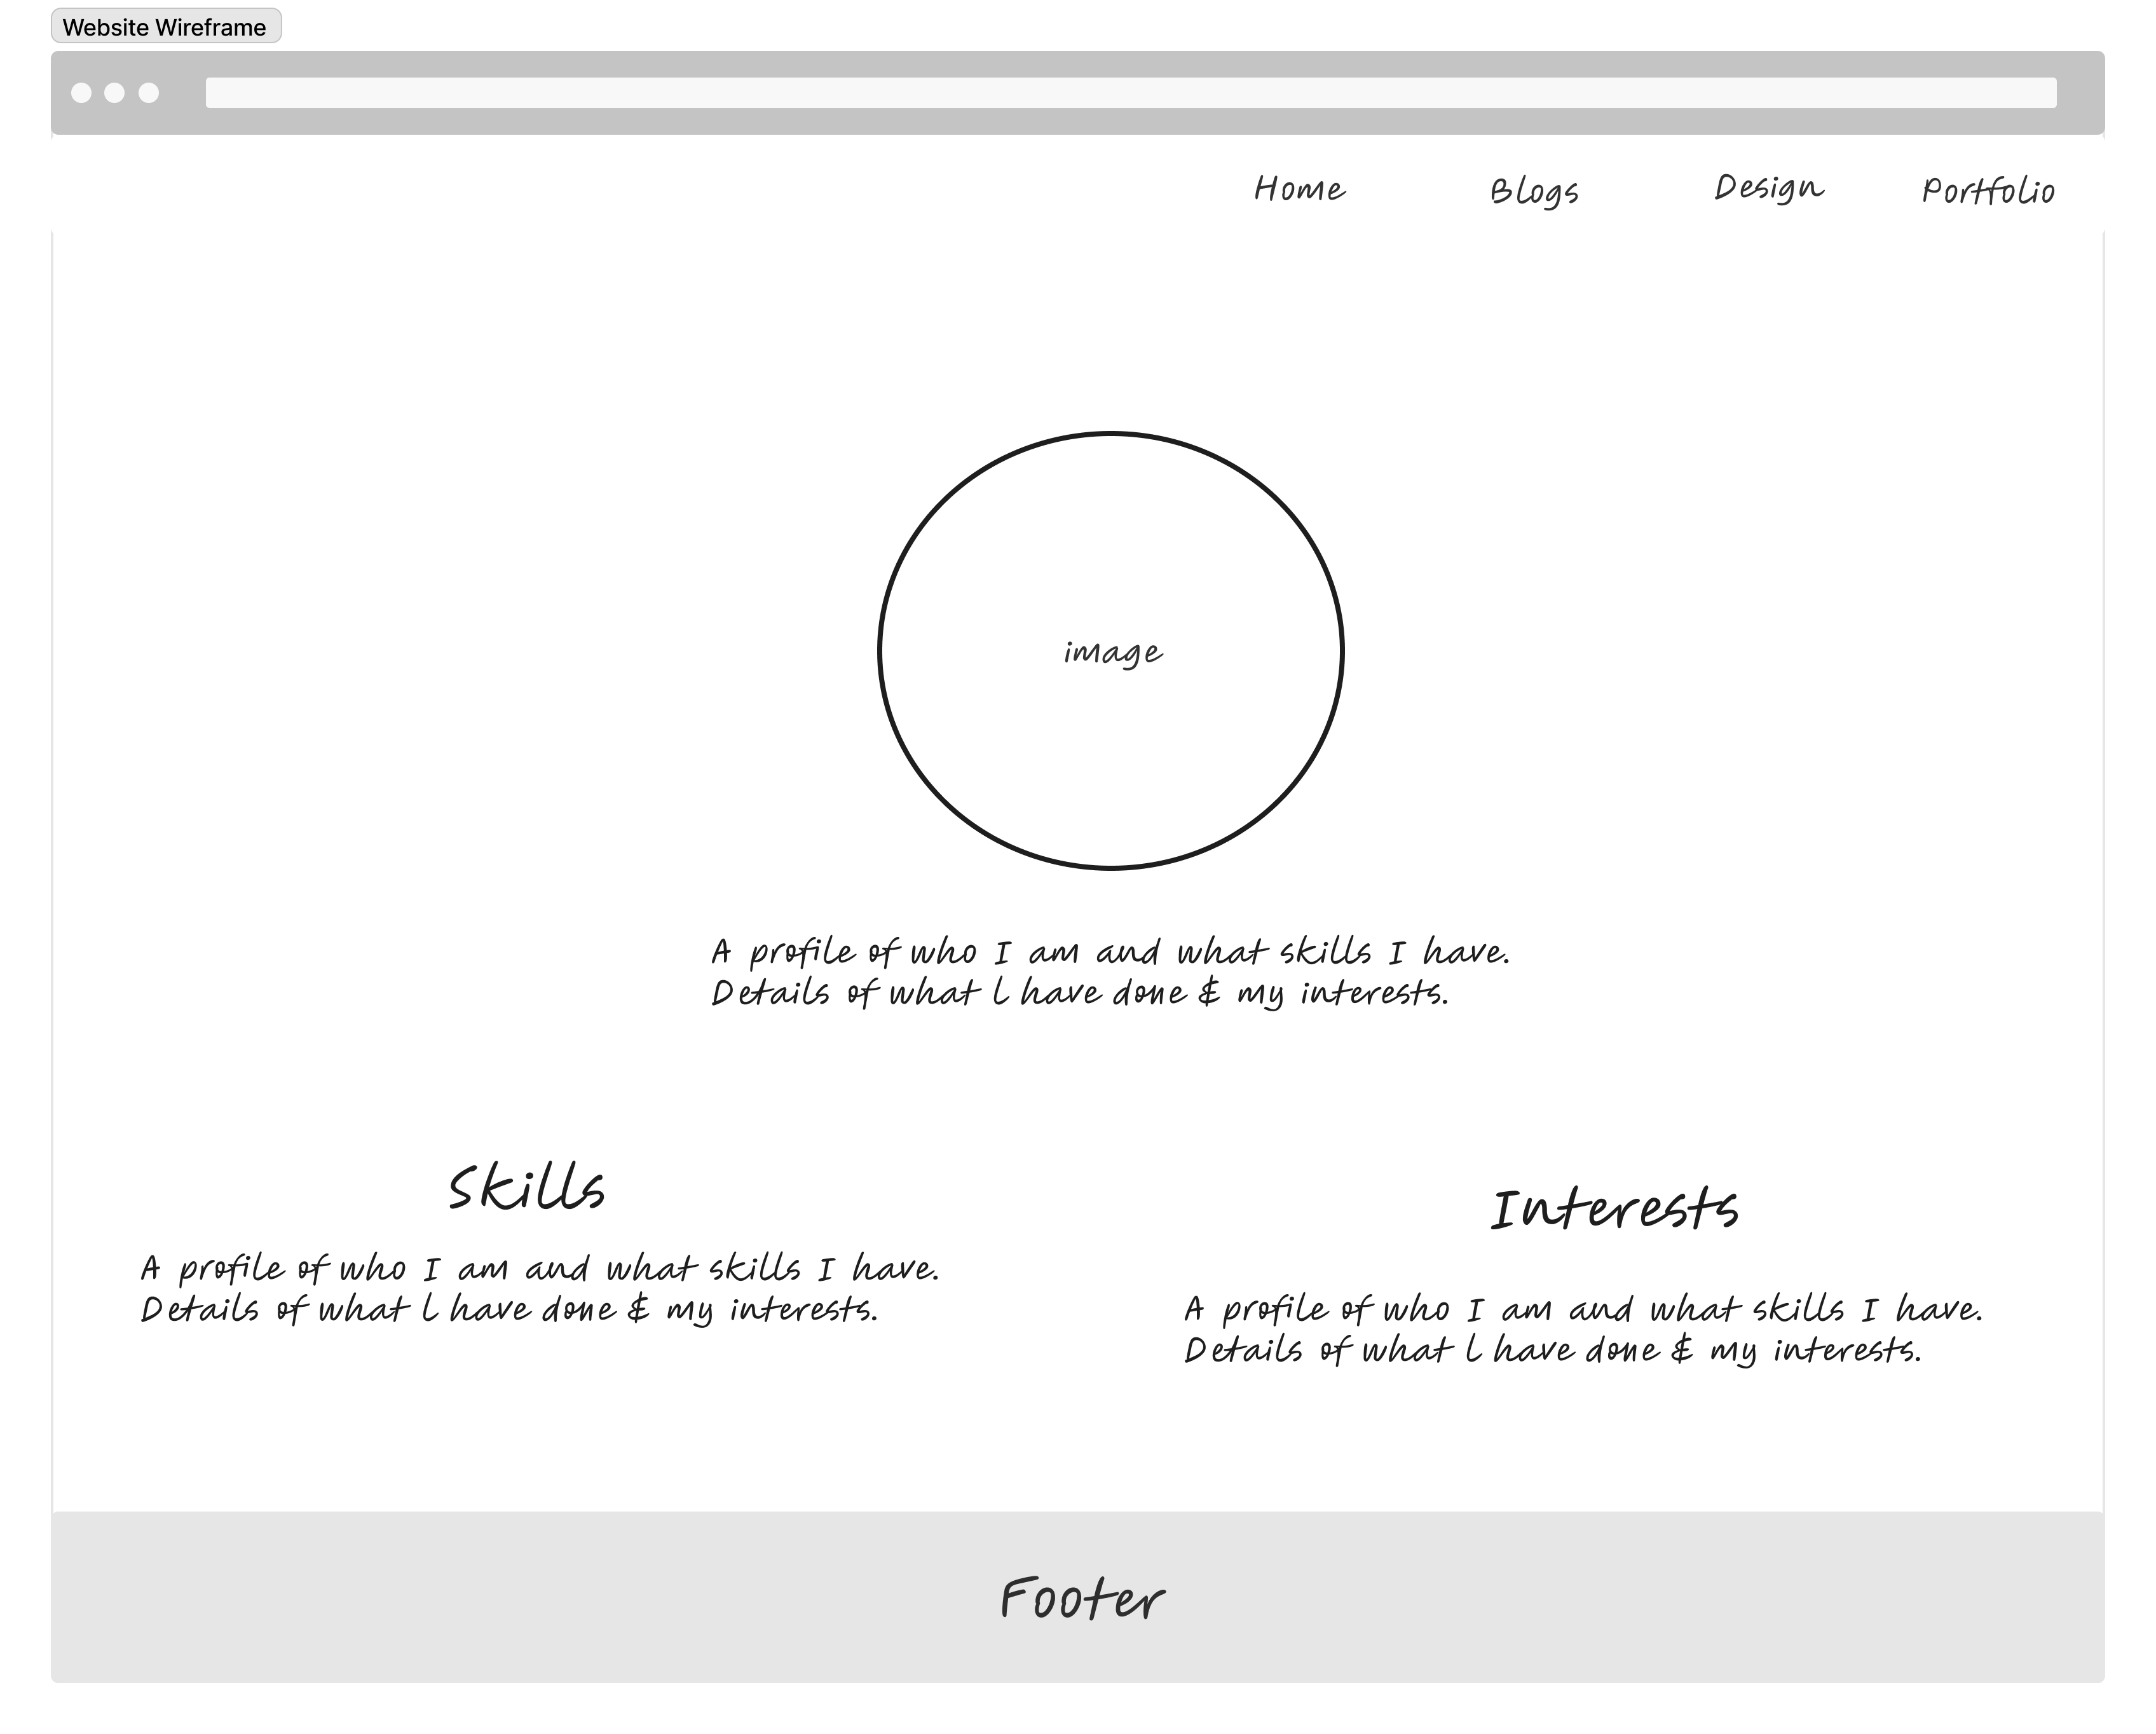 Website Wireframe
Home Blogs Design Portfolio
image
A profile of who I am and what skills I have.
Details of what l have done & my interests.
Skills
A profile of who I am and what skills I have.
Details of what l have done & my interests.
Interests
A profile of who I am and what skills I have.
Details of what l have done & my interests.
Footer